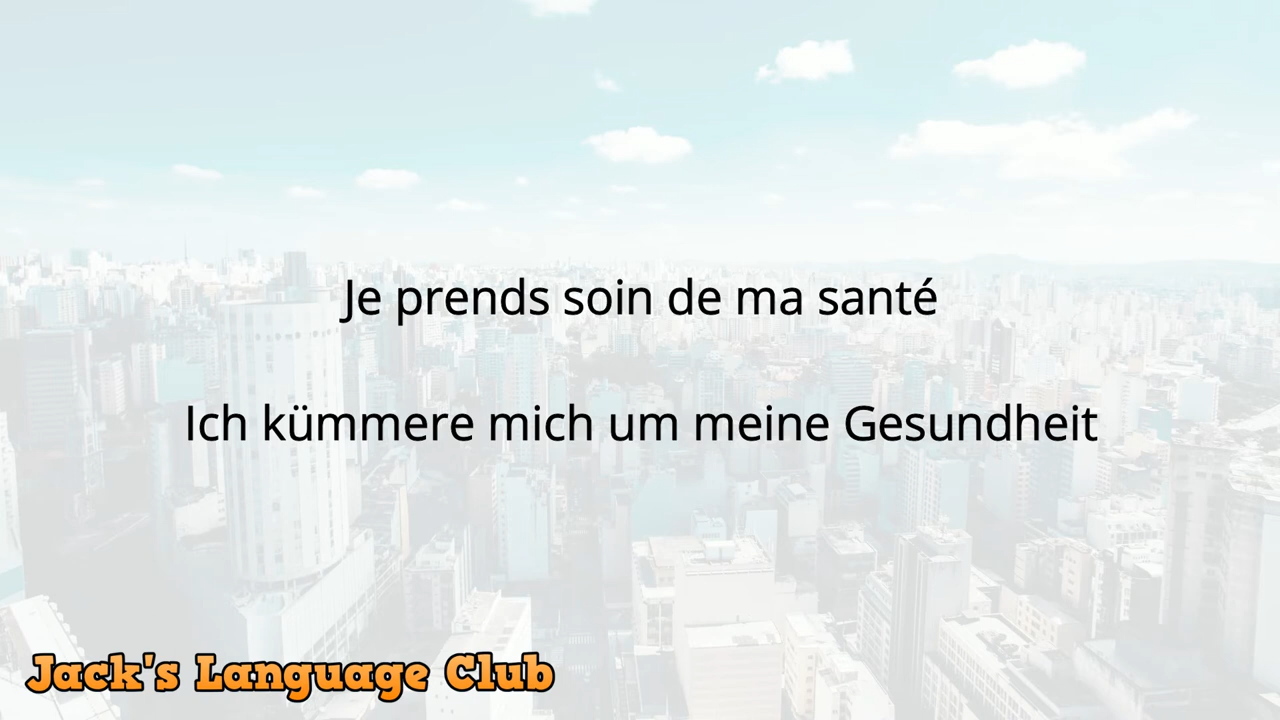 Je prends soin de ma santé
Ich kümmere mich um meine Gesundheit
Jack's Language Club